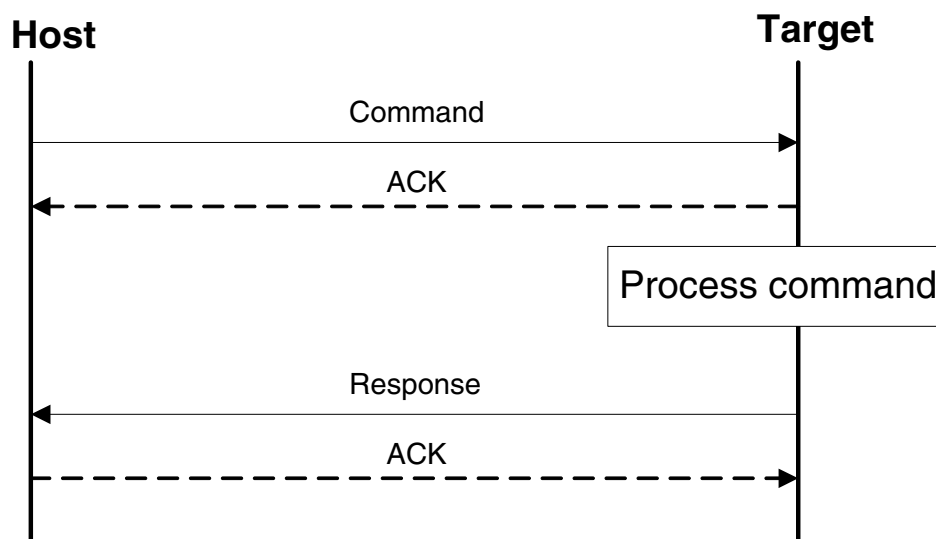 Host
Target
Command
ACK
Process command
Response
ACK